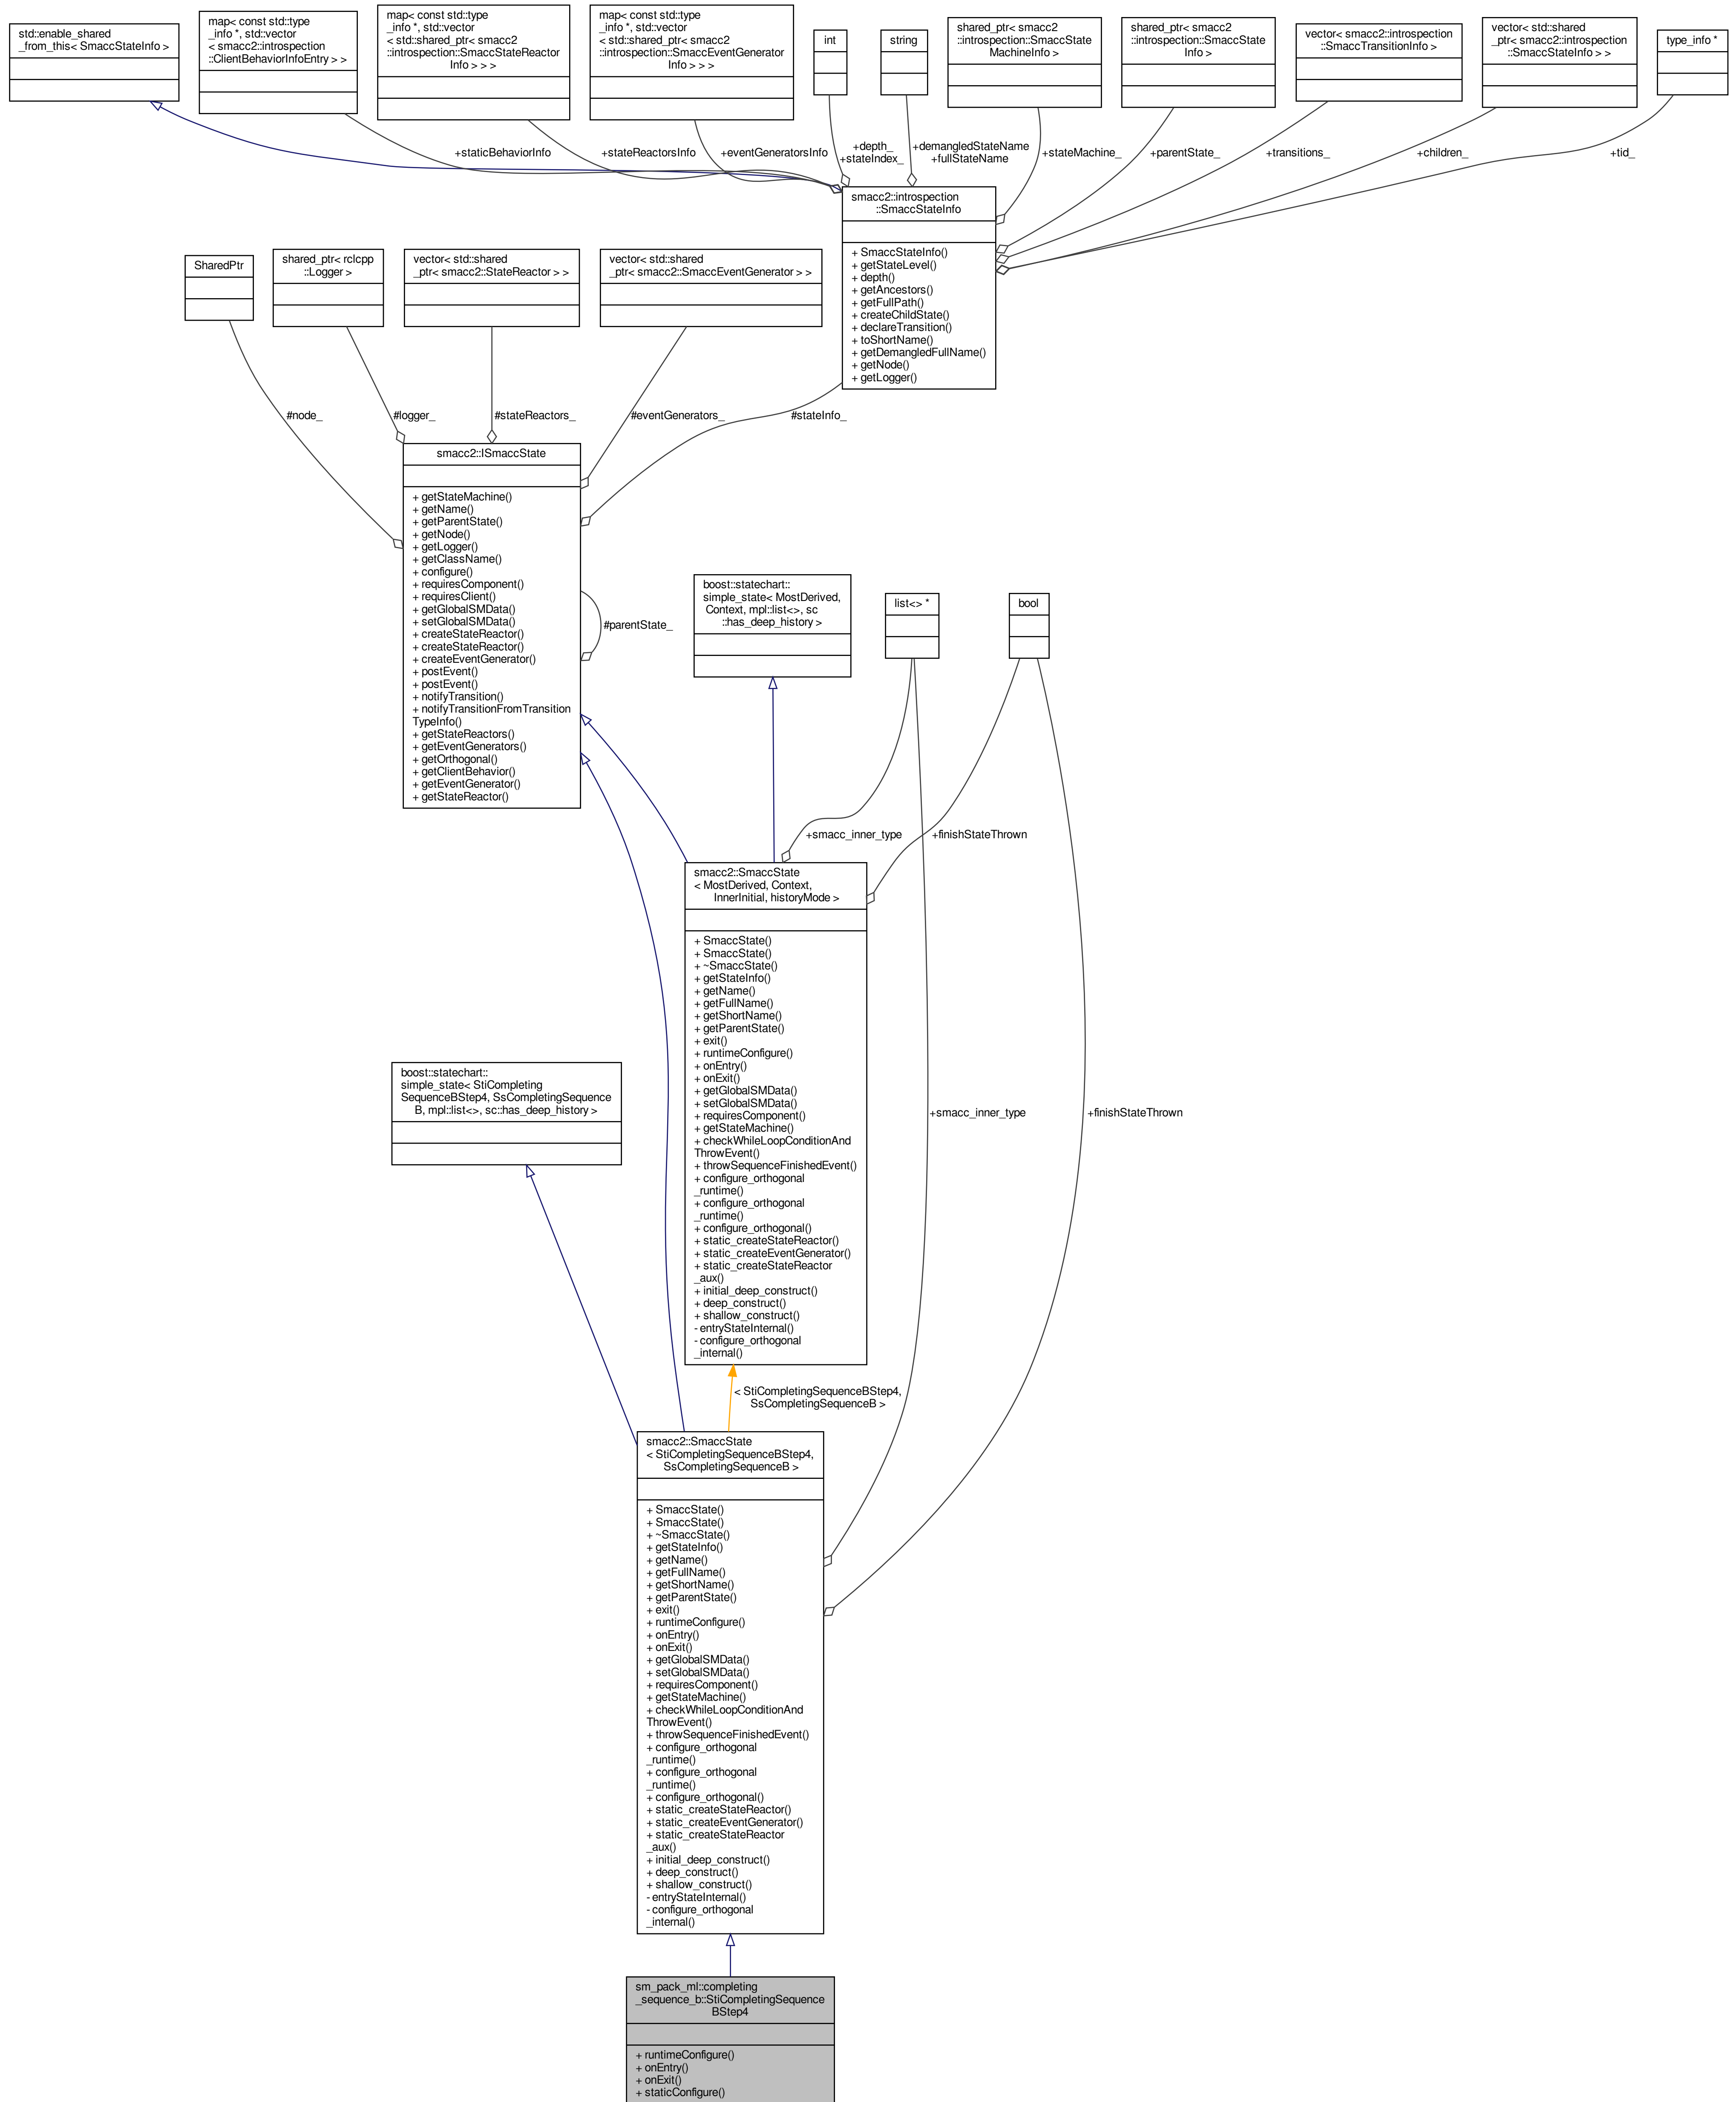 std::enable_shared
_from_this< SmaccStateInfo >
map< const std::type
_info *, std::vector
< smacc2::introspection
::ClientBehaviorInfoEntry > >
map< const std::type
_info *, std::vector
< std::shared_ptr< smacc2
::introspection::SmaccStateReactor
Info > > >
map< const std::type
_info *, std::vector
< std::shared_ptr< smacc2
::introspection::SmaccEventGenerator
Info > > >
int
string
shared_ptr< smacc2
::introspection::SmaccState
MachineInfo >
shared_ptr< smacc2
::introspection::SmaccState
Info >
vector< smacc2::introspection
::SmaccTransitionInfo >
vector< std::shared
_ptr< smacc2::introspection
::SmaccStateInfo > >
type_info *
+staticBehaviorInfo
+stateReactorsInfo
+eventGeneratorsInfo
+depth_
+stateIndex_
+demangledStateName
+fullStateName
+stateMachine_
+parentState_
+transitions_
+children_
+tid_
smacc2::introspection
::SmaccStateInfo
+ SmaccStateInfo()
+ getStateLevel()
+ depth()
+ getAncestors()
+ getFullPath()
+ createChildState()
+ declareTransition()
+ toShortName()
+ getDemangledFullName()
+ getNode()
+ getLogger()
SharedPtr
shared_ptr< rclcpp
::Logger >
vector< std::shared
_ptr< smacc2::StateReactor > >
vector< std::shared
_ptr< smacc2::SmaccEventGenerator > >
#node_
#logger_
#stateReactors_
#eventGenerators_
#stateInfo_
smacc2::ISmaccState
+ getStateMachine()
+ getName()
+ getParentState()
+ getNode()
+ getLogger()
+ getClassName()
+ configure()
+ requiresComponent()
+ requiresClient()
+ getGlobalSMData()
+ setGlobalSMData()
+ createStateReactor()
+ createStateReactor()
+ createEventGenerator()
+ postEvent()
+ postEvent()
+ notifyTransition()
+ notifyTransitionFromTransition
TypeInfo()
+ getStateReactors()
+ getEventGenerators()
+ getOrthogonal()
+ getClientBehavior()
+ getEventGenerator()
+ getStateReactor()
#parentState_
boost::statechart::
simple_state< MostDerived,
Context, mpl::list<>, sc
::has_deep_history >
list<> *
bool
+smacc_inner_type
+finishStateThrown
smacc2::SmaccState
< MostDerived, Context,
InnerInitial, historyMode >
+ SmaccState()
+ SmaccState()
+ ~SmaccState()
+ getStateInfo()
+ getName()
+ getFullName()
+ getShortName()
+ getParentState()
+ exit()
+ runtimeConfigure()
+ onEntry()
+ onExit()
+ getGlobalSMData()
+ setGlobalSMData()
+ requiresComponent()
+ getStateMachine()
+ checkWhileLoopConditionAnd
ThrowEvent()
+ throwSequenceFinishedEvent()
+ configure_orthogonal
_runtime()
+ configure_orthogonal
_runtime()
+ configure_orthogonal()
+ static_createStateReactor()
+ static_createEventGenerator()
+ static_createStateReactor
_aux()
+ initial_deep_construct()
+ deep_construct()
+ shallow_construct()
- entryStateInternal()
- configure_orthogonal
_internal()
+smacc_inner_type
+finishStateThrown
boost::statechart::
simple_state< StiCompleting
SequenceBStep4, SsCompletingSequence
B, mpl::list<>, sc::has_deep_history >
< StiCompletingSequenceBStep4,
SsCompletingSequenceB >
smacc2::SmaccState
< StiCompletingSequenceBStep4,
SsCompletingSequenceB >
+ SmaccState()
+ SmaccState()
+ ~SmaccState()
+ getStateInfo()
+ getName()
+ getFullName()
+ getShortName()
+ getParentState()
+ exit()
+ runtimeConfigure()
+ onEntry()
+ onExit()
+ getGlobalSMData()
+ setGlobalSMData()
+ requiresComponent()
+ getStateMachine()
+ checkWhileLoopConditionAnd
ThrowEvent()
+ throwSequenceFinishedEvent()
+ configure_orthogonal
_runtime()
+ configure_orthogonal
_runtime()
+ configure_orthogonal()
+ static_createStateReactor()
+ static_createEventGenerator()
+ static_createStateReactor
_aux()
+ initial_deep_construct()
+ deep_construct()
+ shallow_construct()
- entryStateInternal()
- configure_orthogonal
_internal()
sm_pack_ml::completing
_sequence_b::StiCompletingSequence
BStep4
+ runtimeConfigure()
+ onEntry()
+ onExit()
+ staticConfigure()